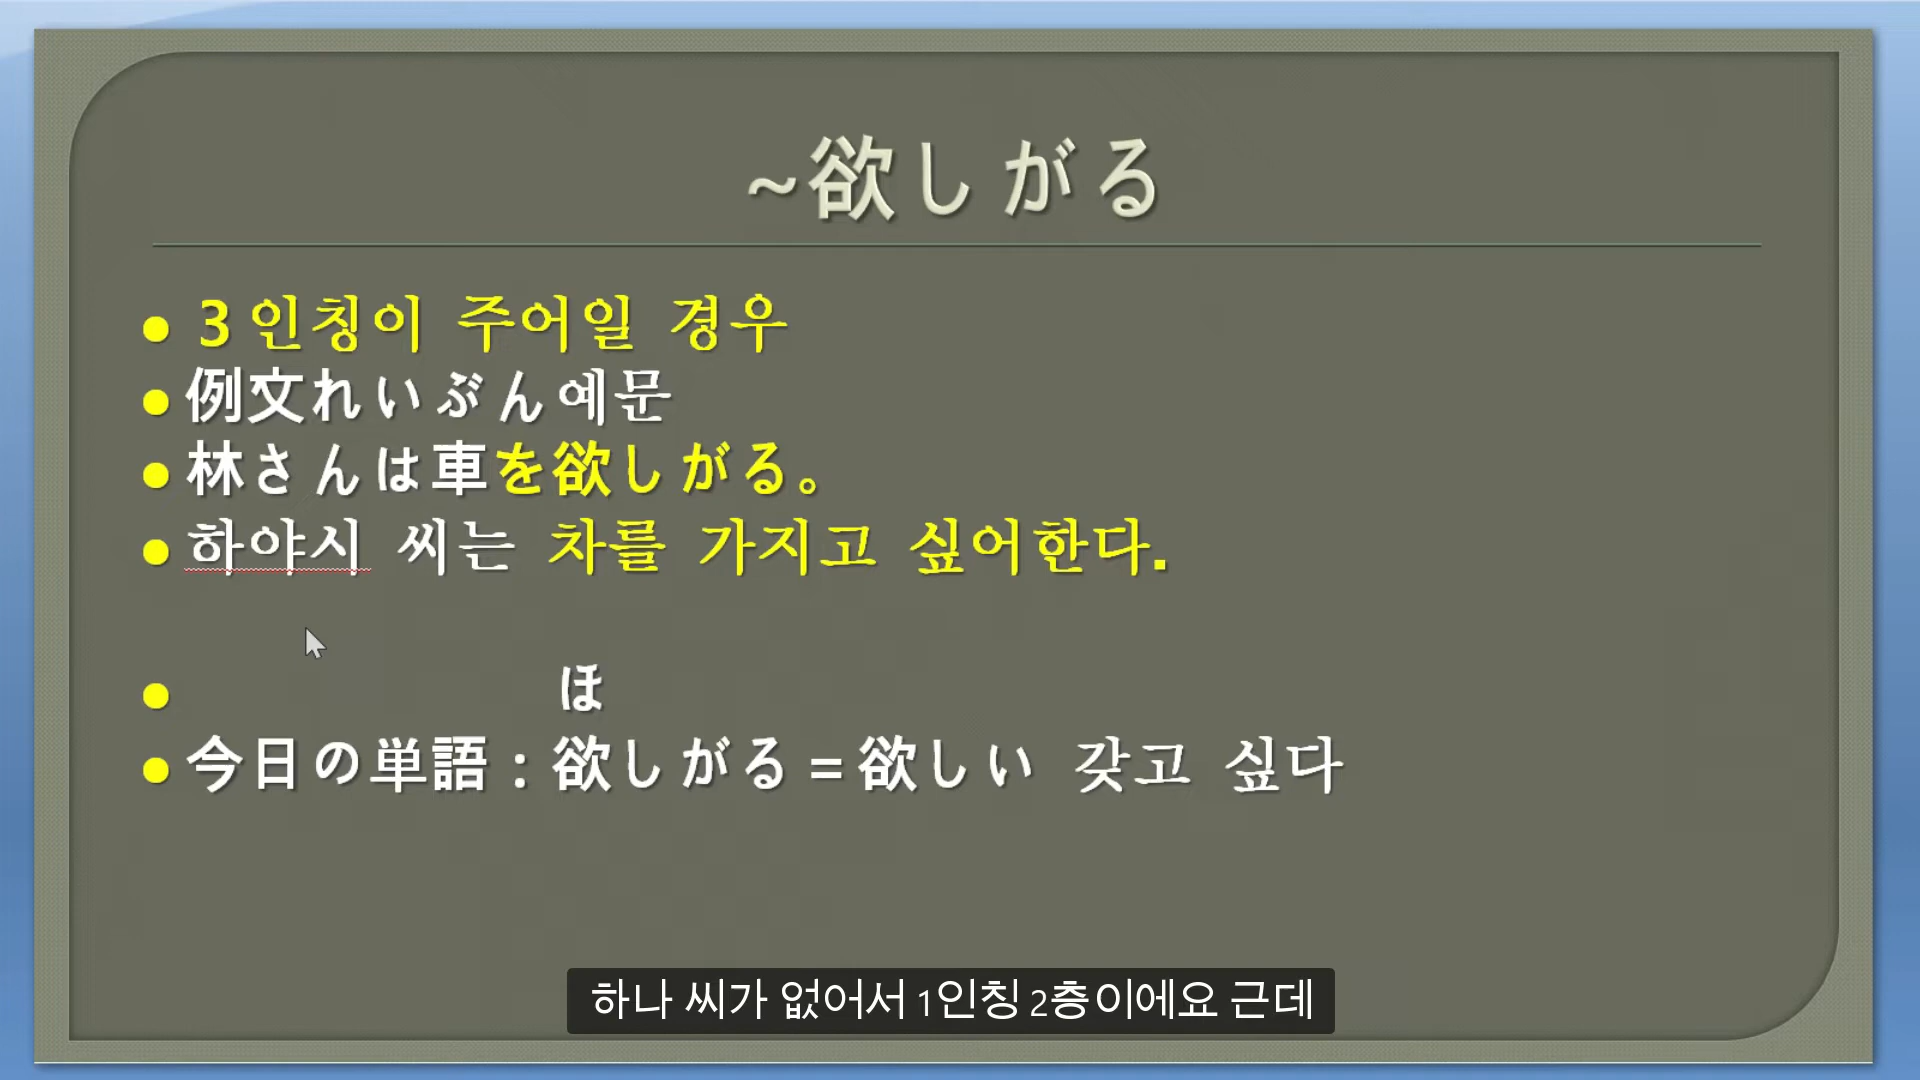 ~欲しがる
３인칭이 주어일 경우
例文れいぶん예문
林さんは車を欲しがる。
하야시 씨는 차를 가지고 싶어한다.
ほ
今日の単語：欲しがる＝欲しい 갖고 싶다
하나 씨가 없어서 1인칭 2층이에요 근데